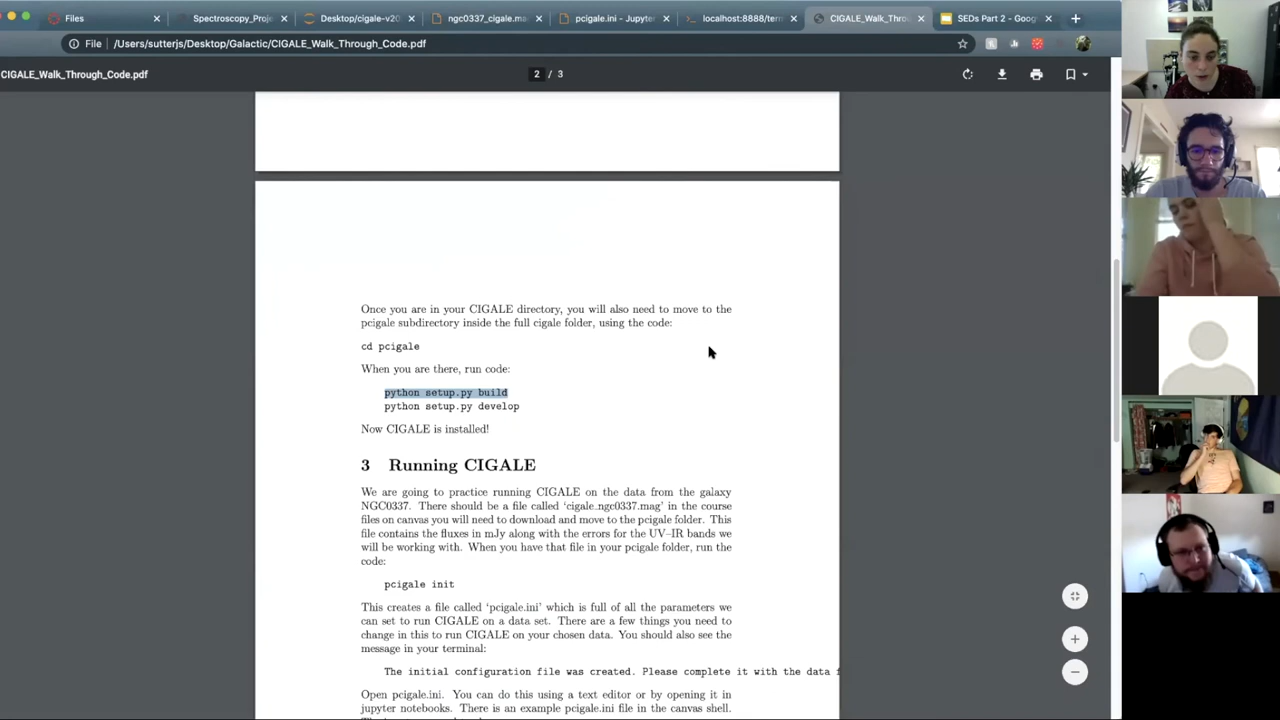 Files
Spectroscopy_Proje
Desktop/cigale-v20
ngc0337_cigale.ma
pcigale.ini - Jupyte
localhost:8888/tern
CIGALE_Walk_Throu
SEDs Part 2 - Goog
File
/Users/sutterjs/Desktop/Galactic/CIGALE_Walk_Through_Code.pdf
CIGALE_Walk_Through_Code.pdf
2 / 3
Once you are in your CIGALE directory, you will also need to move to the
pcigale subdirectory inside the full cigale folder, using the code:
cd pcigale
When you are there, run code:
python setup.py build
python setup.py develop
Now CIGALE is installed!
3 Running CIGALE
We are going to practice running CIGALE on the data from the galaxy
NGC0337. There should be a file called 'cigale_ngc0337.mag' in the course
files on canvas you will need to download and move to the pcigale folder. This
file contains the fluxes in mJy along with the errors for the UV–IR bands we
will be working with. When you have that file in your pcigale folder, run the
code:
pcigale init
This creates a file called 'pcigale.ini' which is full of all the parameters we
can set to run CIGALE on a data set. There are a few things you need to
change in this to run CIGALE on your chosen data. You should also see the
message in your terminal:
The initial configuration file was created. Please complete it with the data f
Open pcigale.ini. You can do this using a text editor or by opening it in
jupyter notebooks. There is an example pcigale.ini file in the canvas shell.